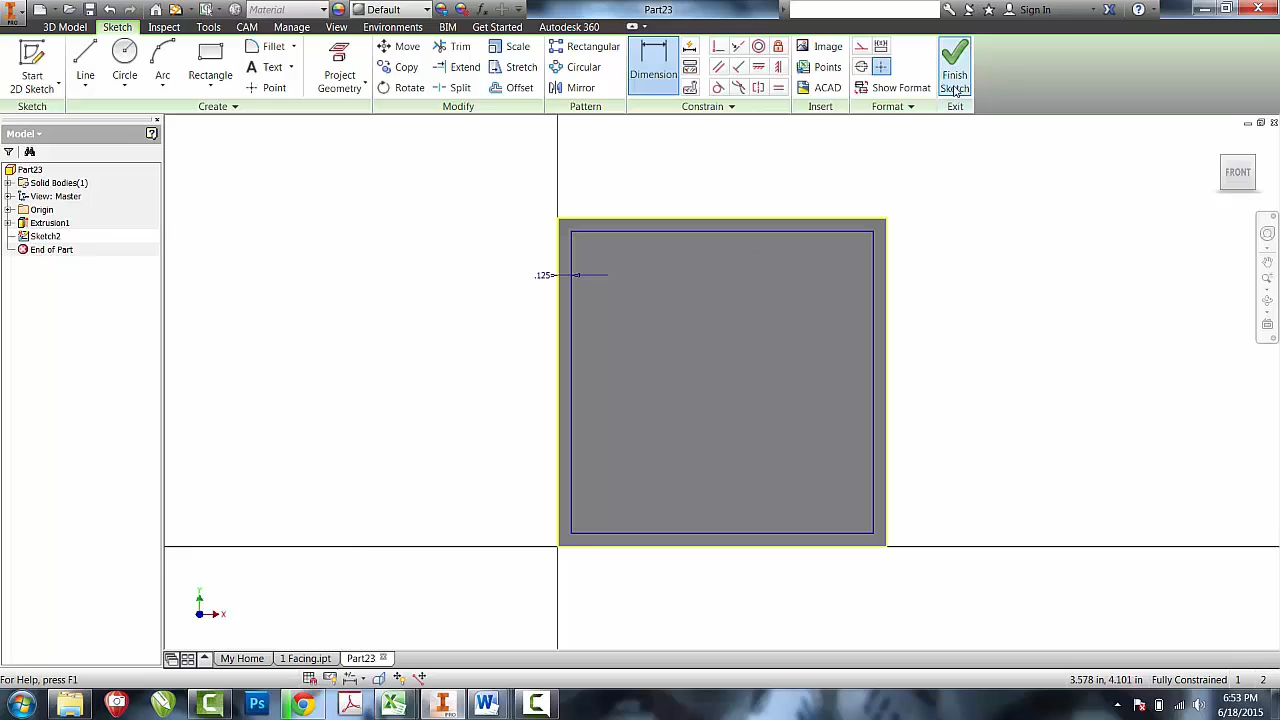 Material Default Part23 Sign In
3D Model Sketch Inspect Tools CAM Manage View Environments BIM Get Started Autodesk 360
PRO
Start
2D Sketch
Line
Circle
Arc
Rectangle
Fillet
Text
Point
Project
Geometry
Move
Copy
Rotate
Trim
Extend
Split
Scale
Stretch
Offset
Rectangular
Circular
Mirror
Dimension
Image
Points
ACAD
Show Format
Finish
Sketch
Sketch Create Modify Pattern Constrain Insert Format Exit
Model
Part23
Solid Bodies(1)
View: Master
Origin
Extrusion1
Sketch2
End of Part
FRONT
.125
Y
X
My Home 1 Facing.ipt Part23
For Help, press F1 3.578 in, 4.101 in Fully Constrained 1 2
Ps
PRO
6:53 PM
6/18/2015